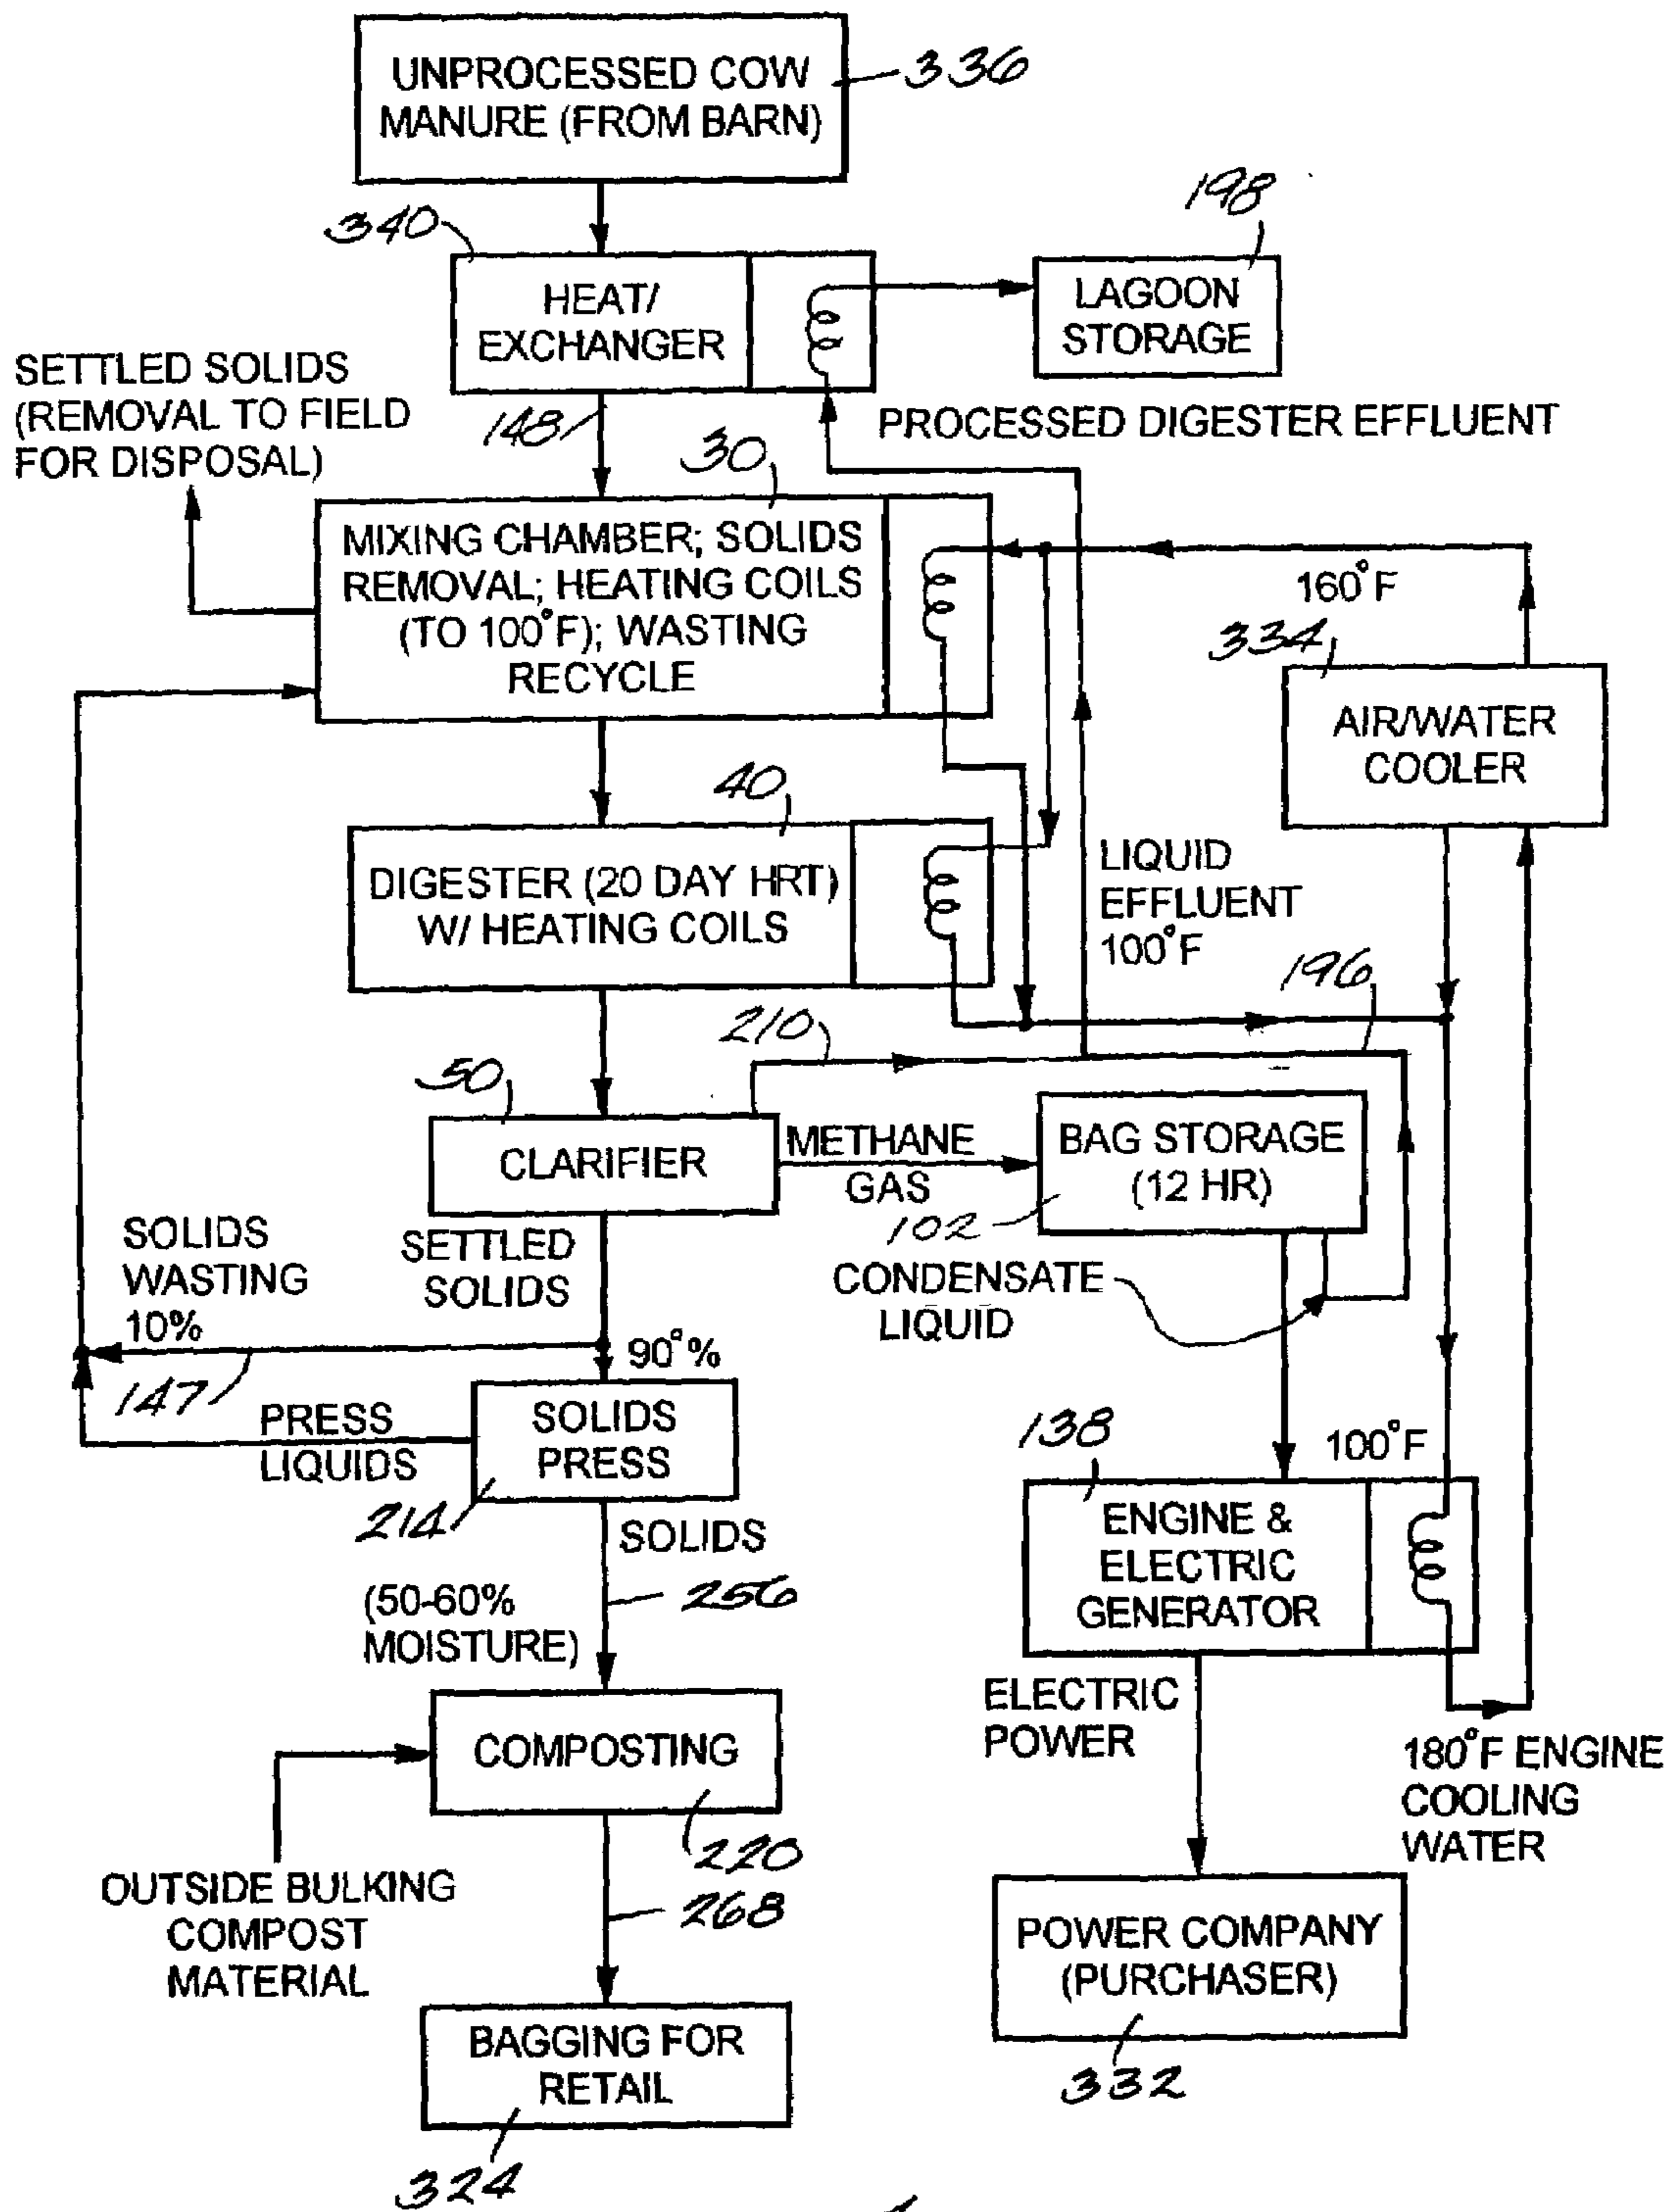 UNPROCESSED COW
MANURE (FROM BARN)
336
340
HEAT/
EXCHANGER
198
LAGOON
STORAGE
SETTLED SOLIDS
(REMOVAL TO FIELD
FOR DISPOSAL)
148
PROCESSED DIGESTER EFFLUENT
30
MIXING CHAMBER; SOLIDS
REMOVAL; HEATING COILS
(TO 100°F); WASTING
RECYCLE
160°F
334
AIR/WATER
COOLER
40
DIGESTER (20 DAY HRT)
W/ HEATING COILS
LIQUID
EFFLUENT
100°F
196
210
50
CLARIFIER
METHANE
GAS
BAG STORAGE
(12 HR)
102
CONDENSATE
LIQUID
SETTLED
SOLIDS
SOLIDS
WASTING
10%
90°%
147
PRESS
LIQUIDS
SOLIDS
PRESS
214
138
100°F
ENGINE &
ELECTRIC
GENERATOR
SOLIDS
(50-60%
MOISTURE)
256
ELECTRIC
POWER
180°F ENGINE
COOLING
WATER
COMPOSTING
220
OUTSIDE BULKING
COMPOST
MATERIAL
268
POWER COMPANY
(PURCHASER)
332
BAGGING FOR
RETAIL
324